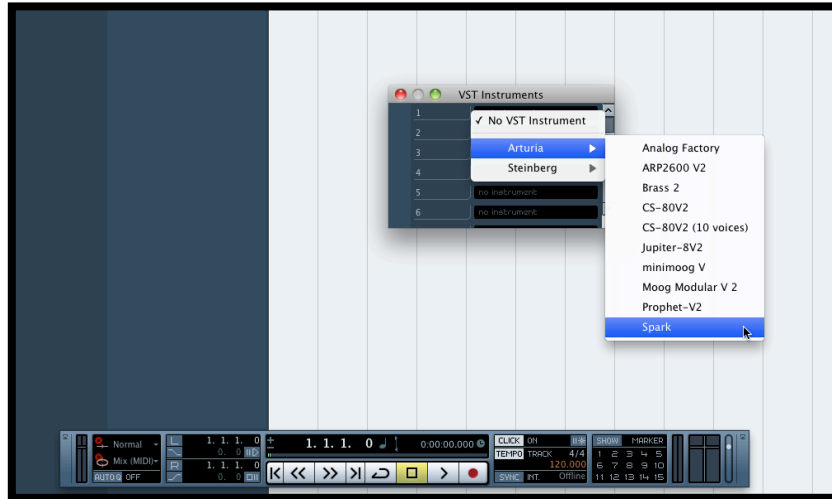 VST Instruments
1
✓ No VST Instrument
2
3
Arturia
4
Steinberg
5 no instrument
6 no instrument
Analog Factory
ARP2600 V2
Brass 2
CS-80V2
CS-80V2 (10 voices)
Jupiter-8V2
minimoog V
Moog Modular V 2
Prophet-V2
Spark
Normal
Mix (MIDI)
AUTO Q OFF
L 1. 1. 1. 0
0. 0
R 1. 1. 1. 0
0. 0
1. 1. 1. 0 0:00:00.000
CLICK ON
TEMPO TRACK 4/4
120.000
SYNC INT. Offline
SHOW MARKER
1 2 3 4 5
6 7 8 9 10
11 12 13 14 15